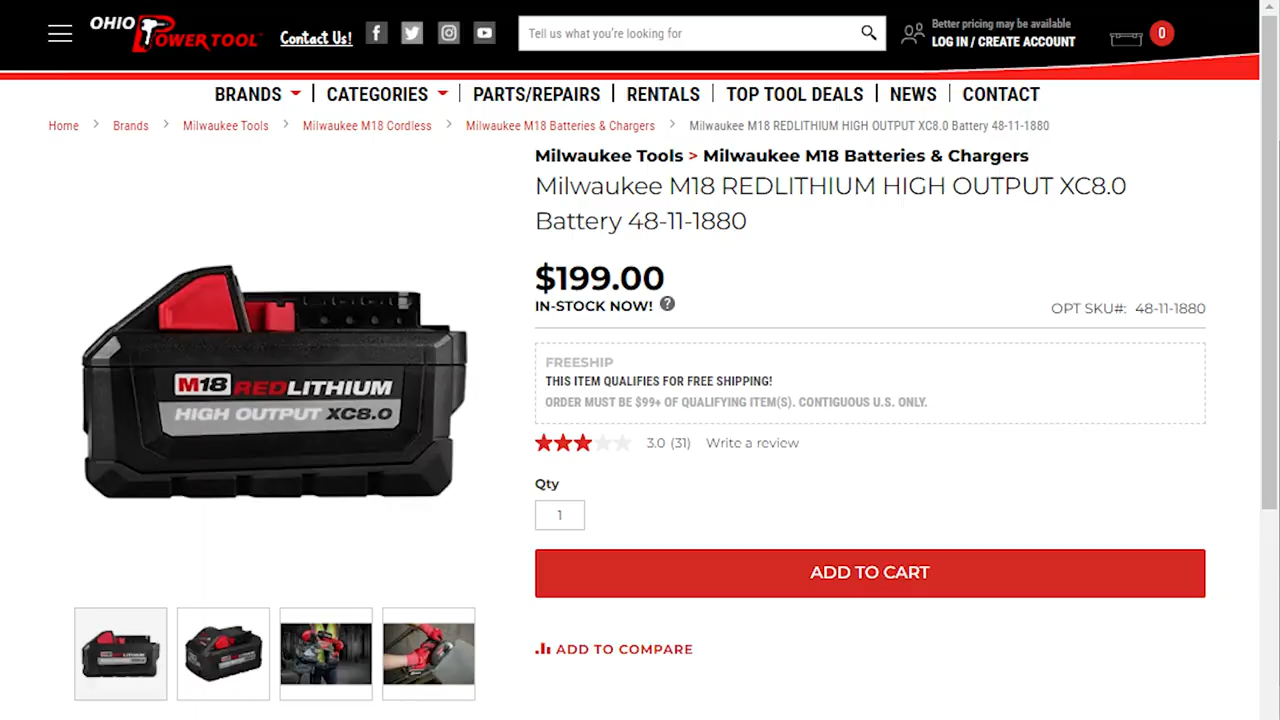 OHIO POWER TOOL
Contact Us!
Tell us what you're looking for
Better pricing may be available
LOG IN / CREATE ACCOUNT
0
BRANDS CATEGORIES PARTS/REPAIRS RENTALS TOP TOOL DEALS NEWS CONTACT
Home > Brands > Milwaukee Tools > Milwaukee M18 Cordless > Milwaukee M18 Batteries & Chargers > Milwaukee M18 REDLITHIUM HIGH OUTPUT XC8.0 Battery 48-11-1880
Milwaukee Tools > Milwaukee M18 Batteries & Chargers
Milwaukee M18 REDLITHIUM HIGH OUTPUT XC8.0
Battery 48-11-1880
$199.00
IN-STOCK NOW! ?
OPT SKU#: 48-11-1880
FREESHIP
THIS ITEM QUALIFIES FOR FREE SHIPPING!
ORDER MUST BE $99+ OF QUALIFYING ITEM(S). CONTIGUOUS U.S. ONLY.
3.0 (31) Write a review
Qty
1
ADD TO CART
ADD TO COMPARE
M18 REDLITHIUM
HIGH OUTPUT XC8.0